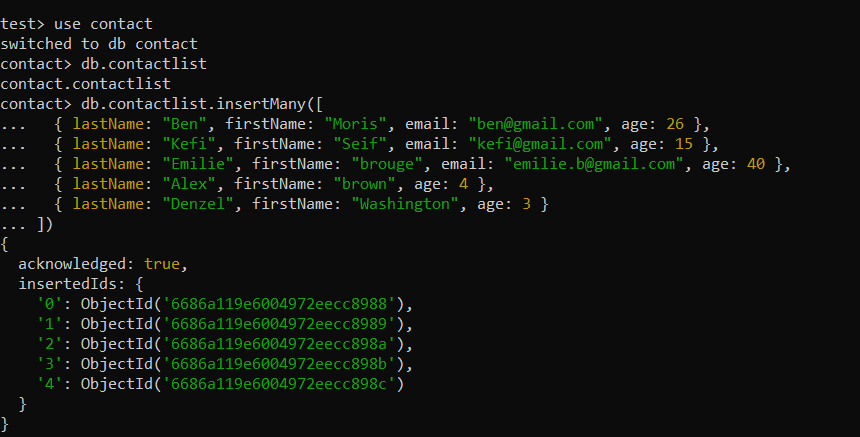 test> use contact
switched to db contact
contact> db.contactlist
contact.contactlist
contact> db.contactlist.insertMany([
...   { lastName: "Ben", firstName: "Moris", email: "ben@gmail.com", age: 26 },
...   { lastName: "Kefi", firstName: "Seif", email: "kefi@gmail.com", age: 15 },
...   { lastName: "Emilie", firstName: "brouge", email: "emilie.b@gmail.com", age: 40 },
...   { lastName: "Alex", firstName: "brown", age: 4 },
...   { lastName: "Denzel", firstName: "Washington", age: 3 }
... ])
{
  acknowledged: true,
  insertedIds: {
    '0': ObjectId('6686a119e6004972eecc8988'),
    '1': ObjectId('6686a119e6004972eecc8989'),
    '2': ObjectId('6686a119e6004972eecc898a'),
    '3': ObjectId('6686a119e6004972eecc898b'),
    '4': ObjectId('6686a119e6004972eecc898c')
  }
}